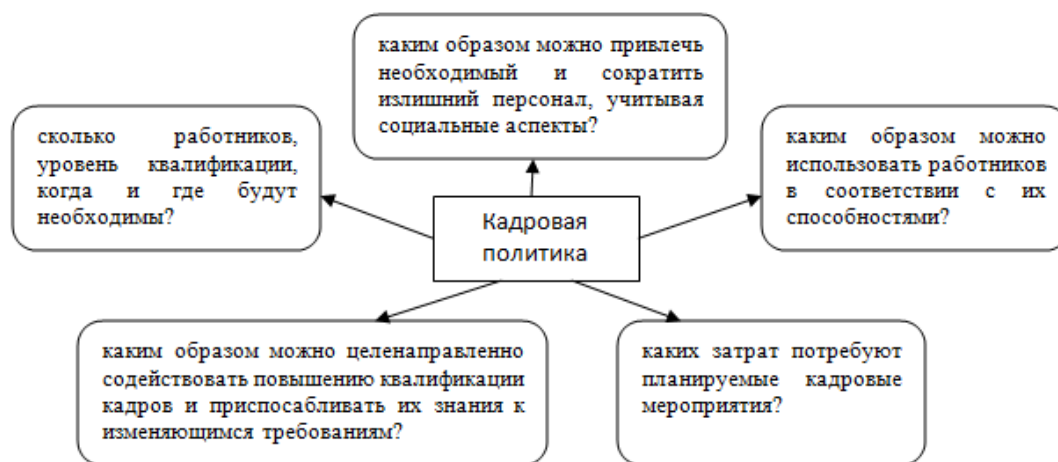 каким образом можно привлечь
необходимый и сократить
излишний персонал, учитывая
социальные аспекты?
сколько работников,
уровень квалификации,
когда и где будут
необходимы?
каким образом можно
использовать работников
в соответствии с их
способностями?
Кадровая
политика
каким образом можно целенаправленно
содействовать повышению квалификации
кадров и приспосабливать их знания к
изменяющимся требованиям?
каких затрат потребуют
планируемые кадровые
мероприятия?